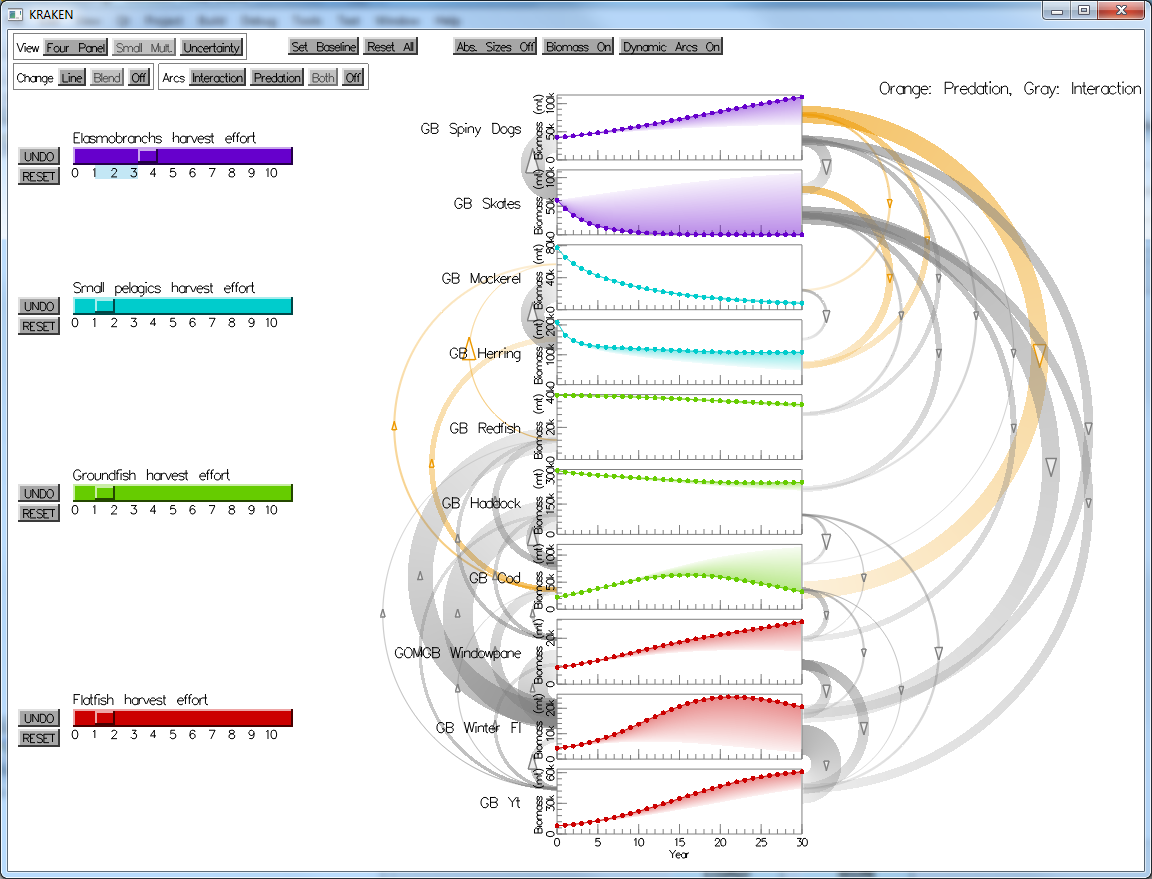 KRAKEN
View Four Panel Small Mult. Uncertainty Set Baseline Reset All Abs. Sizes Off Biomass On Dynamic Arcs On
Change Line Blend Off Arcs Interaction Predation Both Off
Orange: Predation, Gray: Interaction
Elasmobranchs harvest effort
UNDO
RESET
0 1 2 3 4 5 6 7 8 9 10
Small pelagics harvest effort
UNDO
RESET
0 1 2 3 4 5 6 7 8 9 10
Groundfish harvest effort
UNDO
RESET
0 1 2 3 4 5 6 7 8 9 10
Flatfish harvest effort
UNDO
RESET
0 1 2 3 4 5 6 7 8 9 10
GB Spiny Dogs
Biomass (mt)
0 50k 100k
GB Skates
Biomass (mt)
0 50k 100k
GB Mackerel
Biomass (mt)
0 40k 80k
GB Herring
Biomass (mt)
0 100k 200k
GB Redfish
Biomass (mt)
0 20k 40k
GB Haddock
Biomass (mt)
0 150k 300k
GB Cod
Biomass (mt)
0 50k 100k
GOMGB Windowpane
Biomass (mt)
0 20k
GB Winter Fl
Biomass (mt)
0 10k 20k
GB Yt
Biomass (mt)
0 30k 60k
0 5 10 15 20 25 30
Year